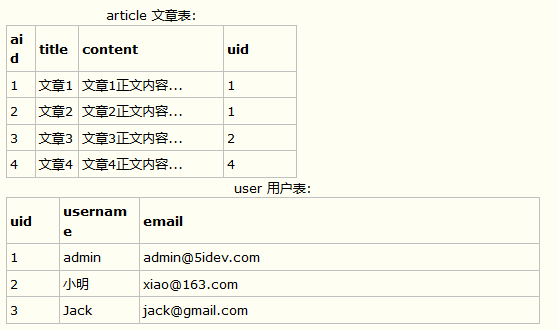 article 文章表:
aid title content uid
1 文章1 文章1正文内容... 1
2 文章2 文章2正文内容... 1
3 文章3 文章3正文内容... 2
4 文章4 文章4正文内容... 4
user 用户表:
uid username email
1 admin admin@5idev.com
2 小明 xiao@163.com
3 Jack jack@gmail.com